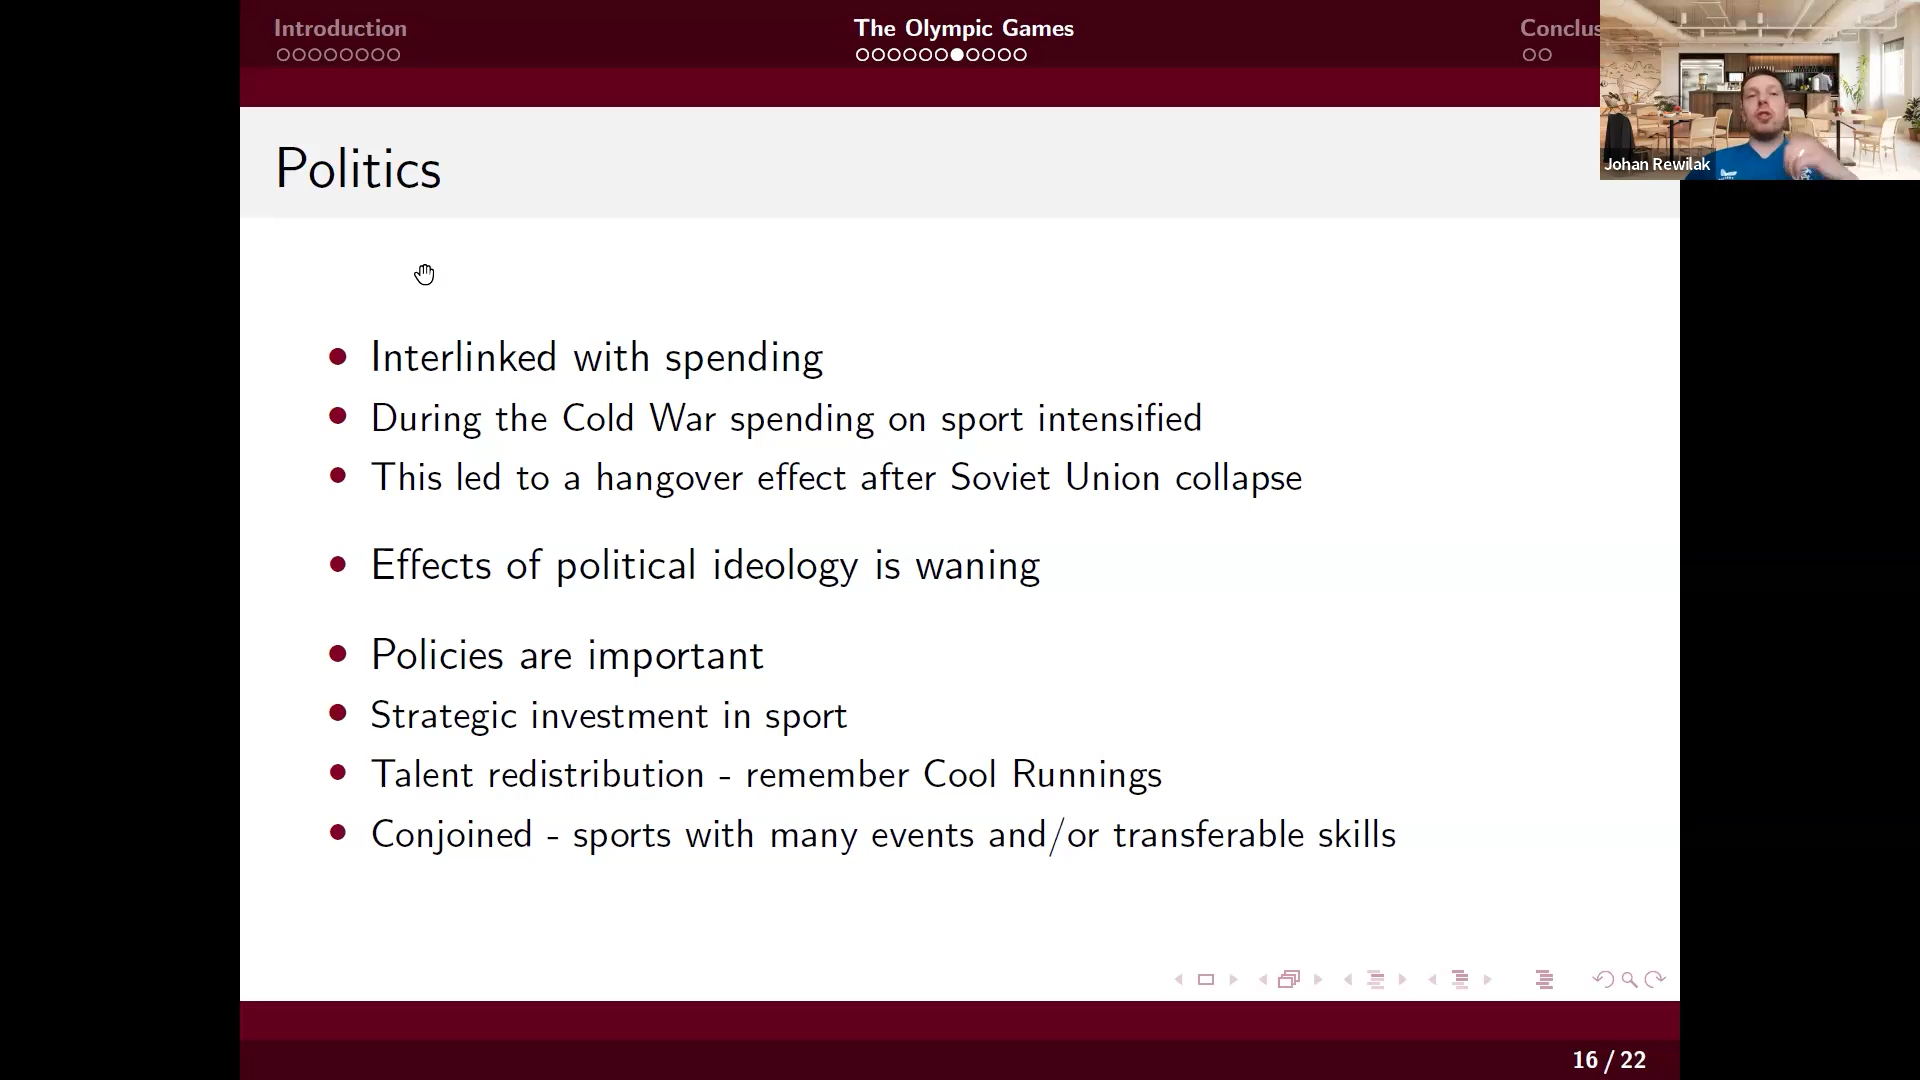 Introduction
The Olympic Games
Conclus
Johan Rewilak
Politics
Interlinked with spending
During the Cold War spending on sport intensified
This led to a hangover effect after Soviet Union collapse
Effects of political ideology is waning
Policies are important
Strategic investment in sport
Talent redistribution - remember Cool Runnings
Conjoined - sports with many events and/or transferable skills
16 / 22